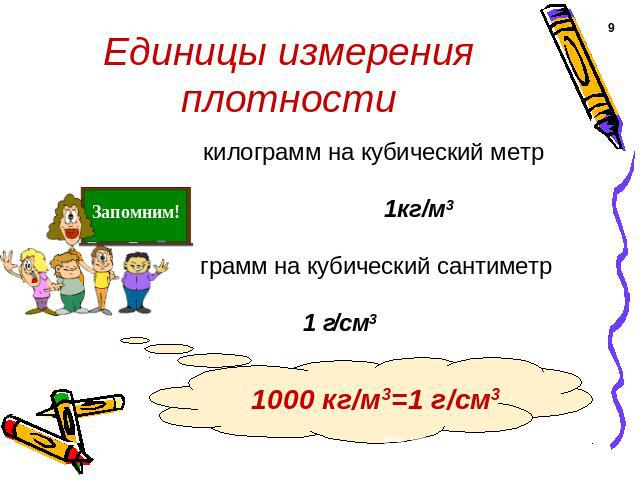 9
Единицы измерения
плотности
килограмм на кубический метр
1кг/м³
Запомним!
грамм на кубический сантиметр
1 г/см³
1000 кг/м³=1 г/см³